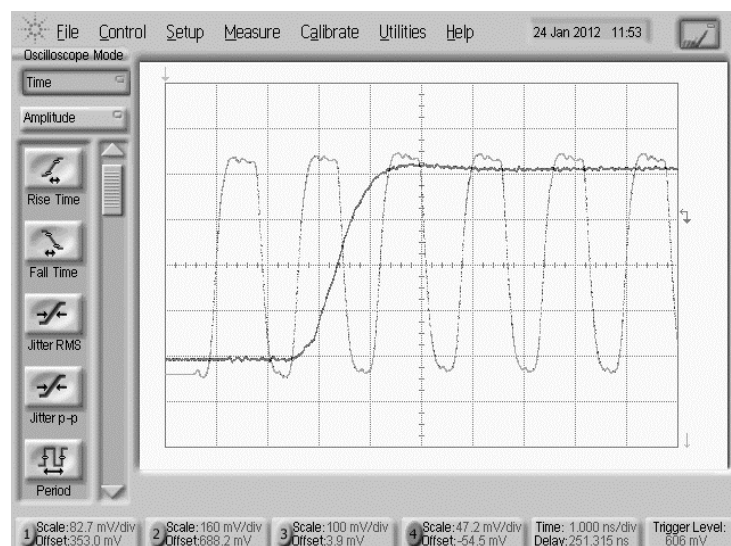 File Control Setup Measure Calibrate Utilities Help 24 Jan 2012 11:53
Oscilloscope Mode
Time
Amplitude
Rise Time
Fall Time
Jitter RMS
Jitter p-p
Period
1 Scale:82.7 mV/div 2 Scale:160 mV/div 3 Scale:100 mV/div 4 Scale:47.2 mV/div Time: 1.000 ns/div Trigger Level:
Offset:353.0 mV Offset:688.2 mV Offset:3.9 mV Offset:-54.5 mV Delay:251.315 ns 606 mV